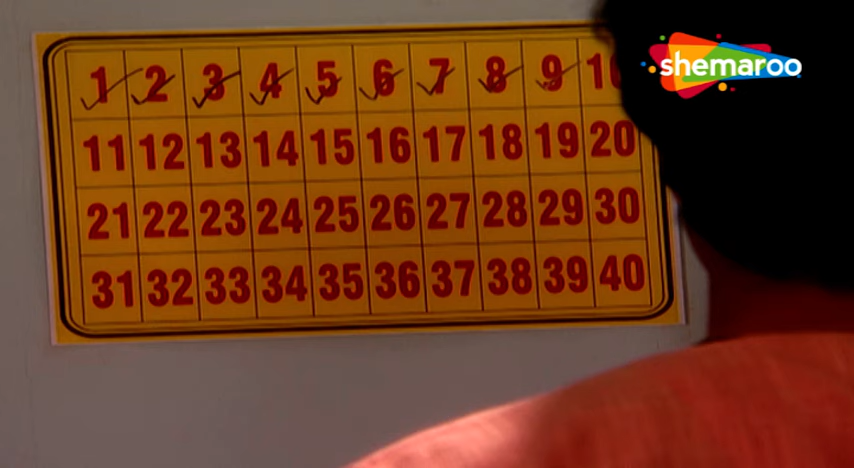 1 2 3 4 5 6 7 8 9 10
11 12 13 14 15 16 17 18 19 20
21 22 23 24 25 26 27 28 29 30
31 32 33 34 35 36 37 38 39 40
shemaroo